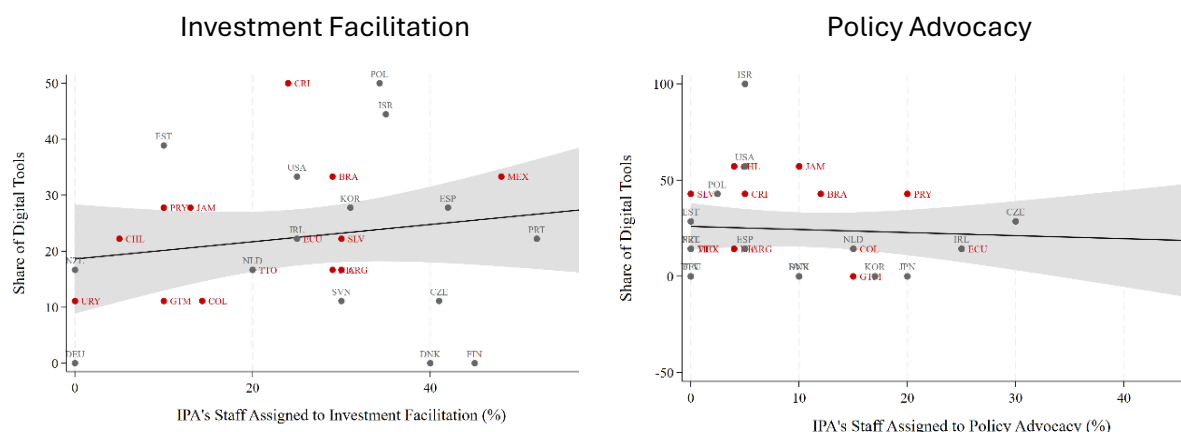 Investment Facilitation
Policy Advocacy
Share of Digital Tools
50
40
30
20
10
0
POL
CRI
ISR
EST
USA
BRA
MEX
PRY
JAM
KOR
ESP
CHL
IRL
ECU
SLV
PRT
NLD
TTO
ARG
URY
GTM
COL
SVN
CZE
DEU
DNK
FIN
0
20
40
IPA's Staff Assigned to Investment Facilitation (%)
Share of Digital Tools
100
50
0
-50
ISR
USA
JAM
SLV
POL
CRI
BRA
PRY
EST
CZE
ESP
NLD
COL
IRL
ECU
GTM
KOR
JPN
0
10
20
30
40
IPA's Staff Assigned to Policy Advocacy (%)